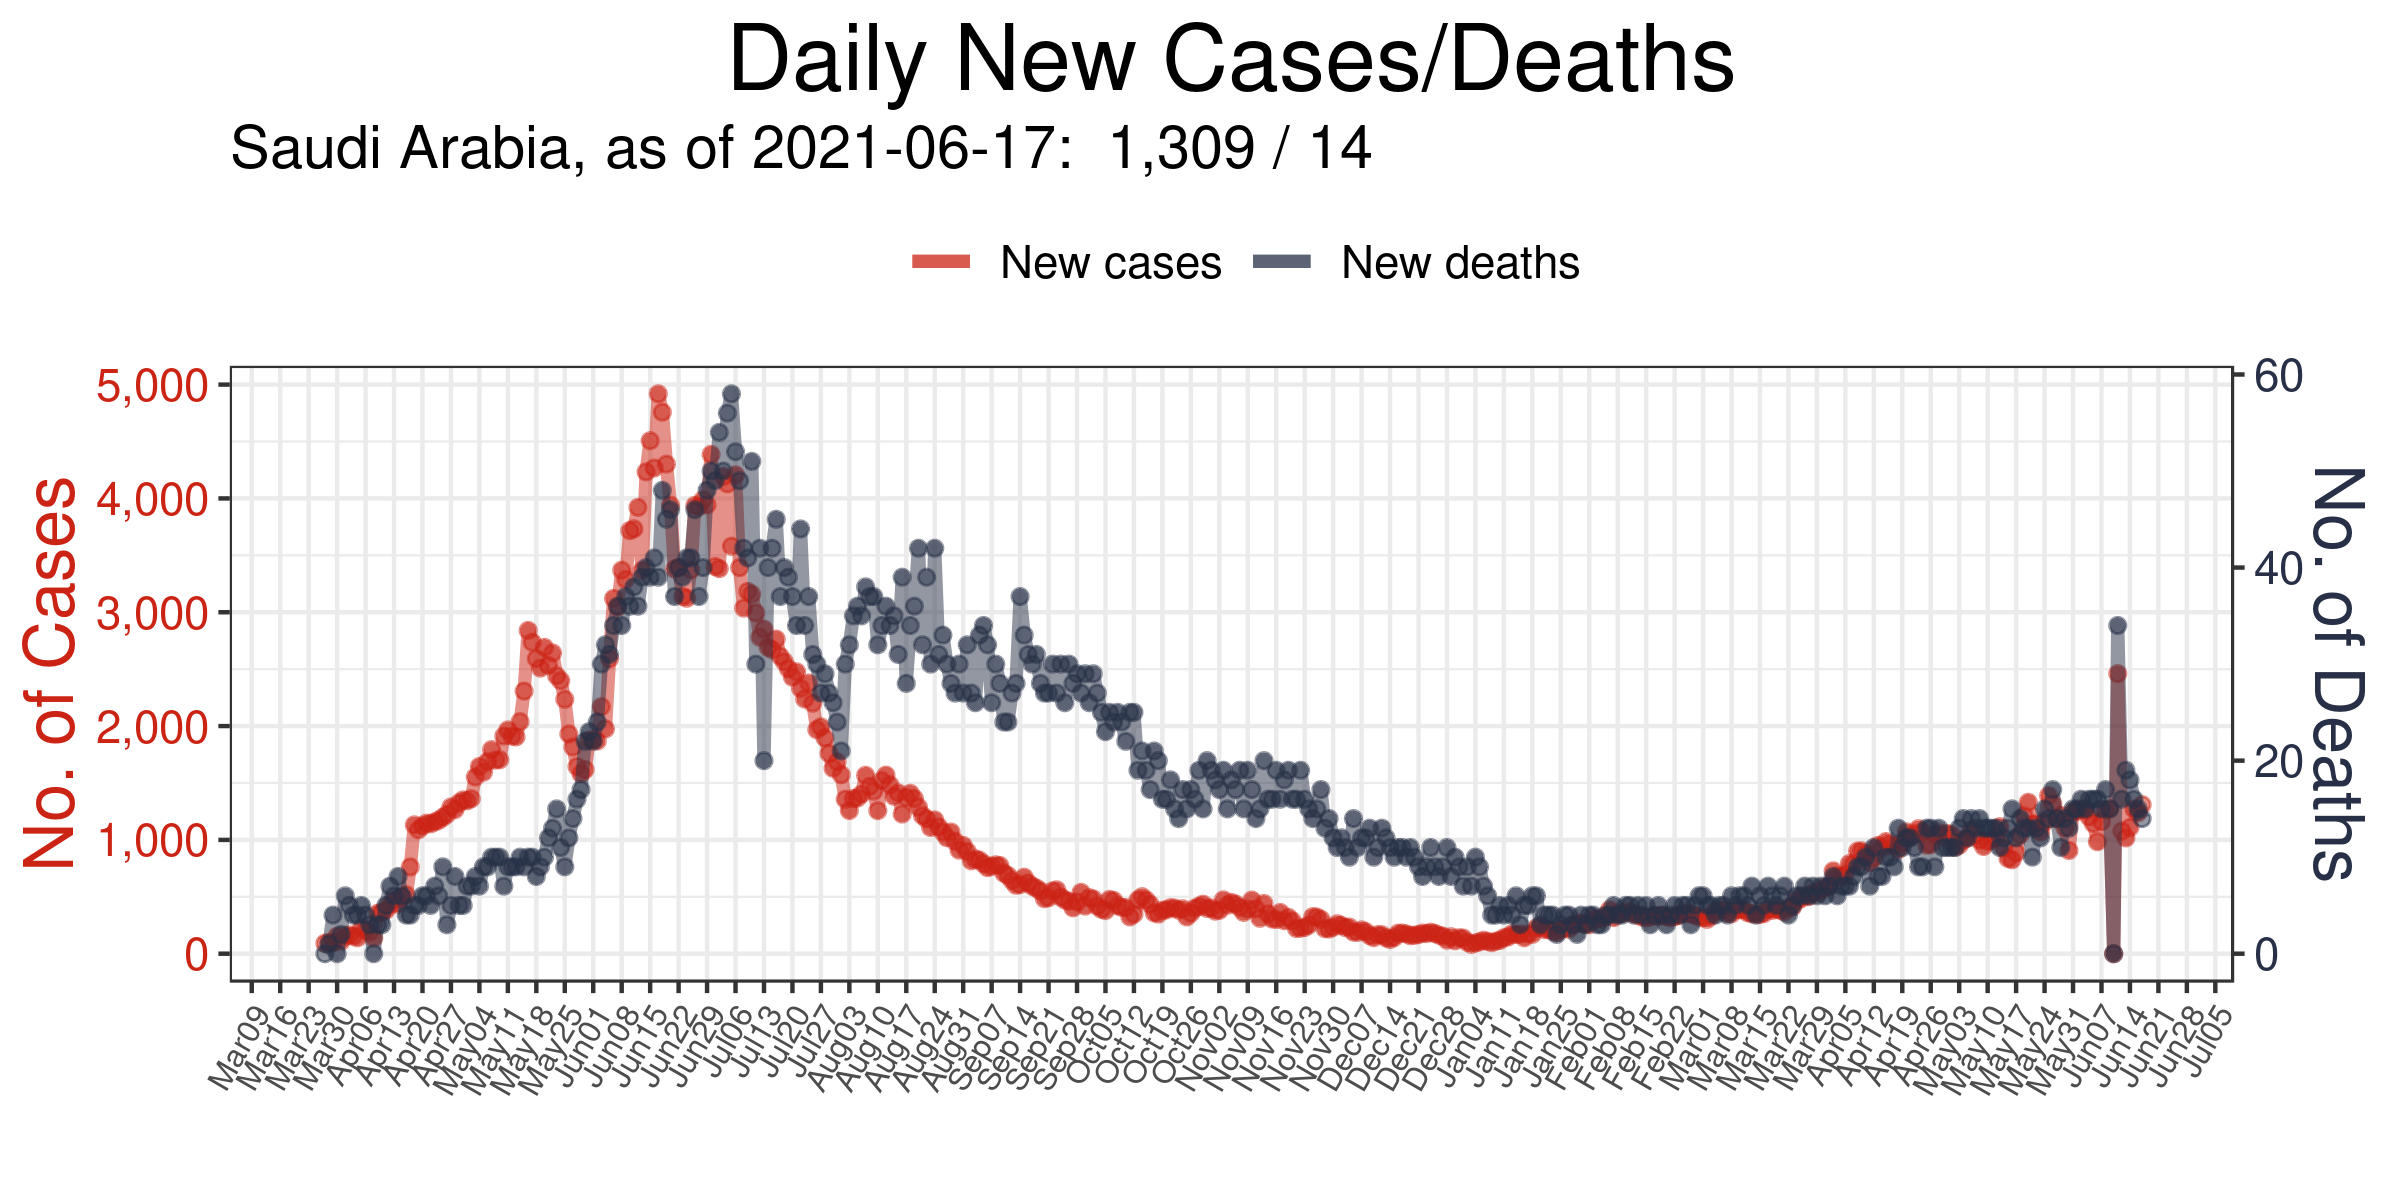 Daily New Cases/Deaths
Saudi Arabia, as of 2021-06-17:  1,309 / 14
New cases
New deaths
No. of Cases
5,000
4,000
3,000
2,000
1,000
0
60
40
20
0
No. of Deaths
Mar09
Mar16
Mar23
Mar30
Apr06
Apr13
Apr20
Apr27
May04
May11
May18
May25
Jun01
Jun08
Jun15
Jun22
Jun29
Jul06
Jul13
Jul20
Jul27
Aug03
Aug10
Aug17
Aug24
Aug31
Sep07
Sep14
Sep21
Sep28
Oct05
Oct12
Oct19
Oct26
Nov02
Nov09
Nov16
Nov23
Nov30
Dec07
Dec14
Dec21
Dec28
Jan04
Jan11
Jan18
Jan25
Feb01
Feb08
Feb15
Feb22
Mar01
Mar08
Mar15
Mar22
Mar29
Apr05
Apr12
Apr19
Apr26
May03
May10
May17
May24
May31
Jun07
Jun14
Jun21
Jun28
Jul05